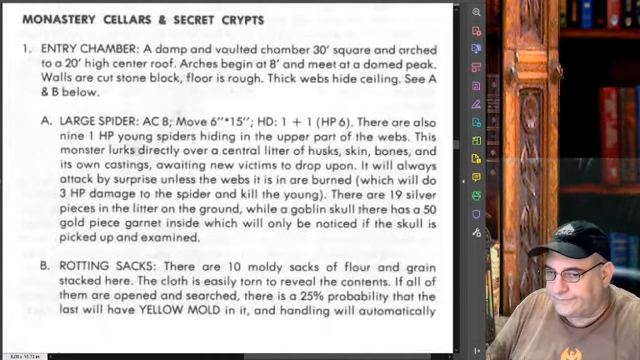 MONASTERY CELLARS & SECRET CRYPTS
1. ENTRY CHAMBER: A damp and vaulted chamber 30' square and arched
to a 20' high center roof. Arches begin at 8' and meet at a domed peak.
Walls are cut stone block, floor is rough. Thick webs hide ceiling. See A
& B below.
A. LARGE SPIDER: AC 8; Move 6"*15"; HD: 1 + 1 (HP 6). There are also
nine 1 HP young spiders hiding in the upper part of the webs. This
monster lurks directly over a central litter of husks, skin, bones, and
its own castings, awaiting new victims to drop upon. It will always
attack by surprise unless the webs it is in are burned (which will do
3 HP damage to the spider and kill the young). There are 19 silver
pieces in the litter on the ground, while a goblin skull there has a 50
gold piece garnet inside which will only be noticed if the skull is
picked up and examined.
B. ROTTING SACKS: There are 10 moldy sacks of flour and grain
stacked here. The cloth is easily torn to reveal the contents. If all of
them are opened and searched, there is a 25% probability that the
last will have YELLOW MOLD in it, and handling will automatically